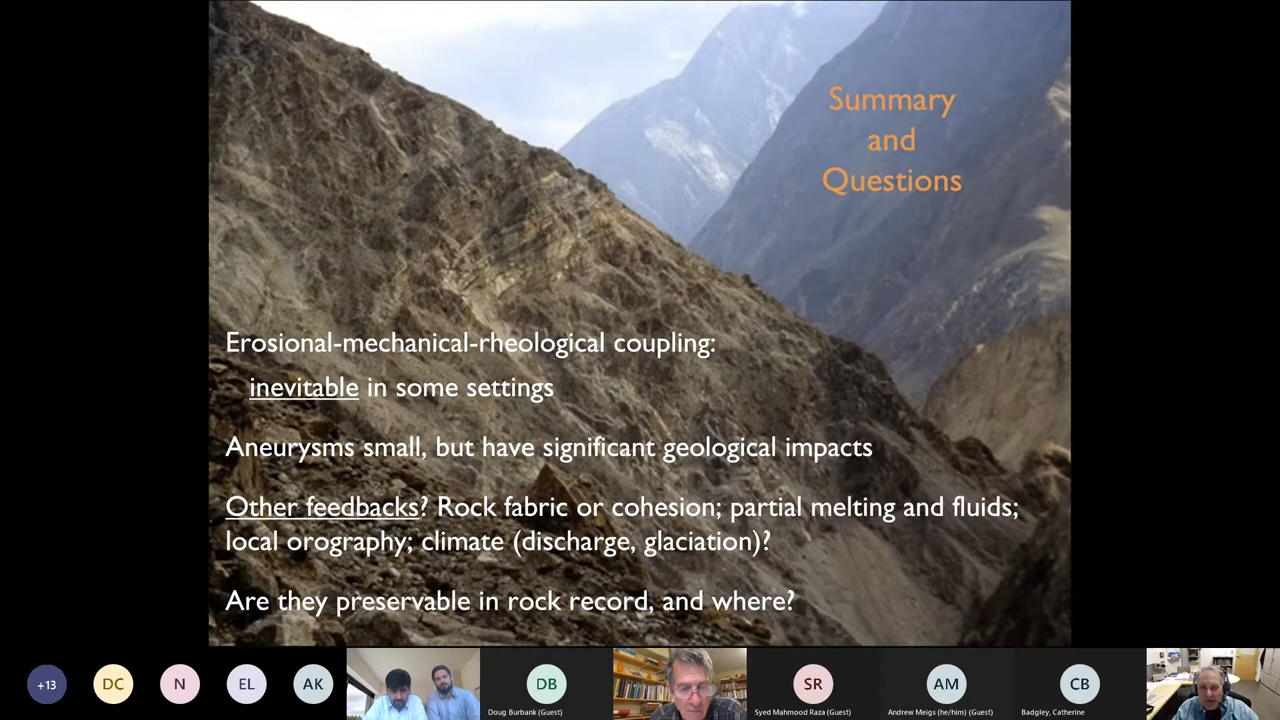 Summary
and
Questions
Erosional-mechanical-rheological coupling:
inevitable in some settings
Aneurysms small, but have significant geological impacts
Other feedbacks? Rock fabric or cohesion; partial melting and fluids;
local orography; climate (discharge, glaciation)?
Are they preservable in rock record, and where?
+13
DC
N
EL
AK
DB
Doug Burbank (Guest)
SR
Syed Mahmood Raza (Guest)
AM
Andrew Meigs (he/him) (Guest)
CB
Badgley, Catherine